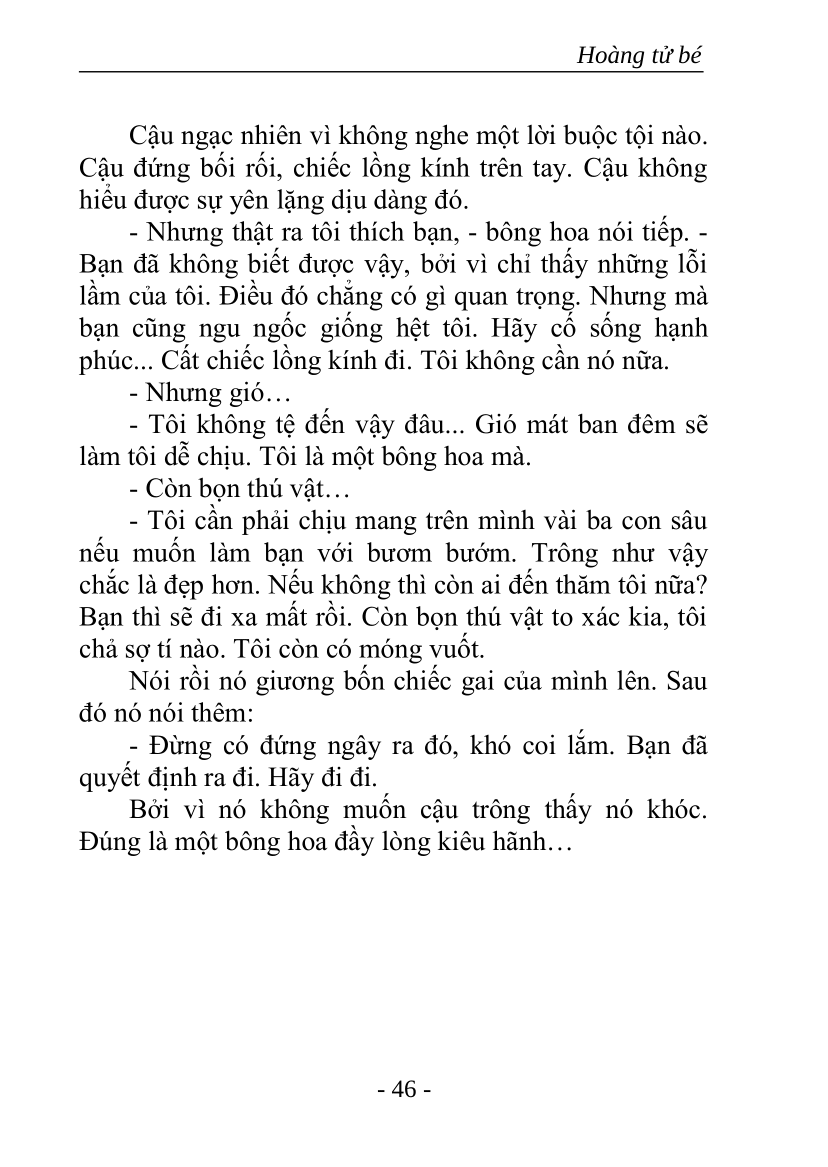 Hoàng tử bé
Cậu ngạc nhiên vì không nghe một lời buộc tội nào.
Cậu đứng bối rối, chiếc lồng kính trên tay. Cậu không
hiểu được sự yên lặng dịu dàng đó.
- Nhưng thật ra tôi thích bạn, - bông hoa nói tiếp. -
Bạn đã không biết được vậy, bởi vì chỉ thấy những lỗi
lầm của tôi. Điều đó chẳng có gì quan trọng. Nhưng mà
bạn cũng ngu ngốc giống hệt tôi. Hãy cố sống hạnh
phúc... Cất chiếc lồng kính đi. Tôi không cần nó nữa.
- Nhưng gió…
- Tôi không tệ đến vậy đâu... Gió mát ban đêm sẽ
làm tôi dễ chịu. Tôi là một bông hoa mà.
- Còn bọn thú vật…
- Tôi cần phải chịu mang trên mình vài ba con sâu
nếu muốn làm bạn với bươm bướm. Trông như vậy
chắc là đẹp hơn. Nếu không thì còn ai đến thăm tôi nữa?
Bạn thì sẽ đi xa mất rồi. Còn bọn thú vật to xác kia, tôi
chả sợ tí nào. Tôi còn có móng vuốt.
Nói rồi nó giương bốn chiếc gai của mình lên. Sau
đó nó nói thêm:
- Đừng có đứng ngây ra đó, khó coi lắm. Bạn đã
quyết định ra đi. Hãy đi đi.
Bởi vì nó không muốn cậu trông thấy nó khóc.
Đúng là một bông hoa đầy lòng kiêu hãnh…
- 46 -